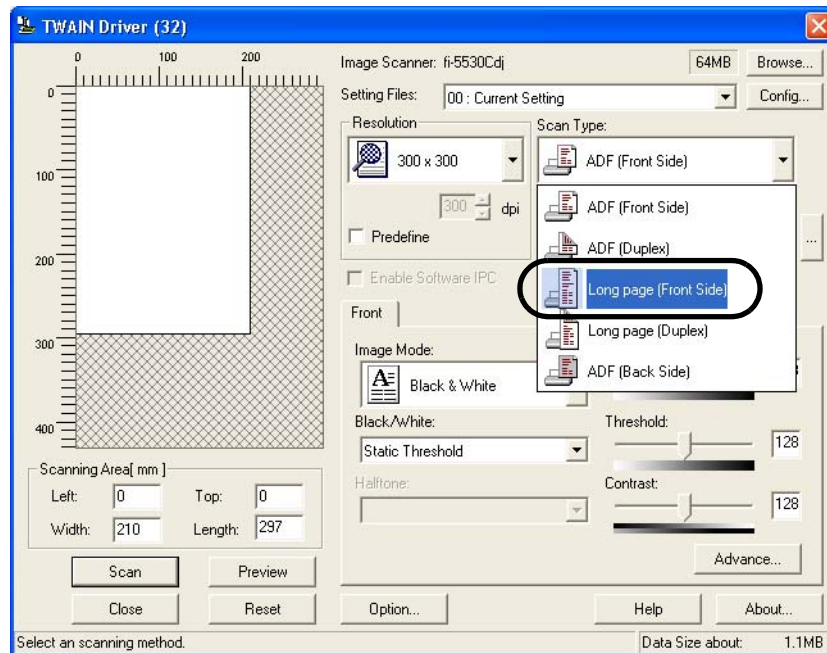 TWAIN Driver (32)
0 100 200
Image Scanner: fi-5530Cdj 64MB Browse...
Setting Files: 00 : Current Setting Config...
Resolution Scan Type:
0
300 x 300 ADF (Front Side)
100
300 dpi ADF (Front Side)
Predefine ADF (Duplex) ...
200
Enable Software IPC Long page (Front Side)
Front
Long page (Duplex)
300
Image Mode:
Black & White ADF (Back Side)
Black/White: Threshold:
400
Static Threshold 128
Scanning Area[ mm ]
Halftone: Contrast:
Left: 0 Top: 0
128
Width: 210 Length: 297
Advance...
Scan Preview
Close Reset Option... Help About...
Select an scanning method. Data Size about: 1.1MB